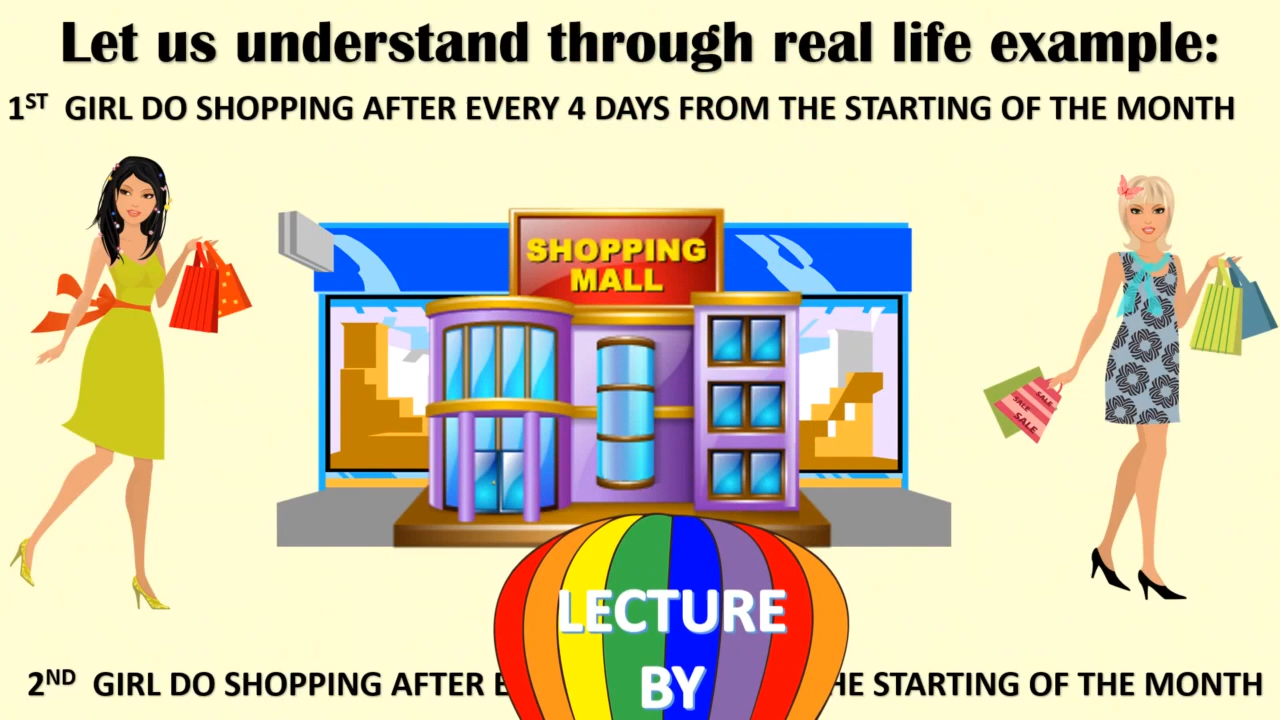 Let us understand through real life example:
1ST GIRL DO SHOPPING AFTER EVERY 4 DAYS FROM THE STARTING OF THE MONTH
SHOPPING
MALL
SALE
SALE
SALE
LECTURE
BY
2ND GIRL DO SHOPPING AFTER E HE STARTING OF THE MONTH